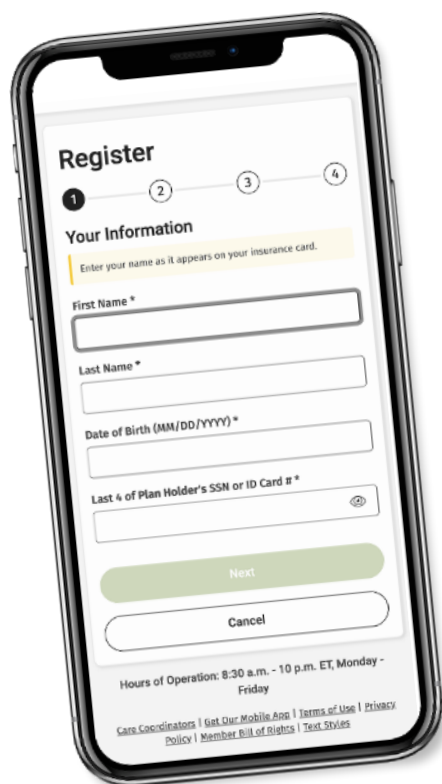 Register
1 2 3 4
Your Information
Enter your name as it appears on your insurance card.
First Name *
Last Name *
Date of Birth (MM/DD/YYYY) *
Last 4 of Plan Holder's SSN or ID Card # *
Next
Cancel
Hours of Operation: 8:30 a.m. - 10 p.m. ET, Monday -
Friday
Care Coordinators | Get Our Mobile App | Terms of Use | Privacy
Policy | Member Bill of Rights | Text Styles